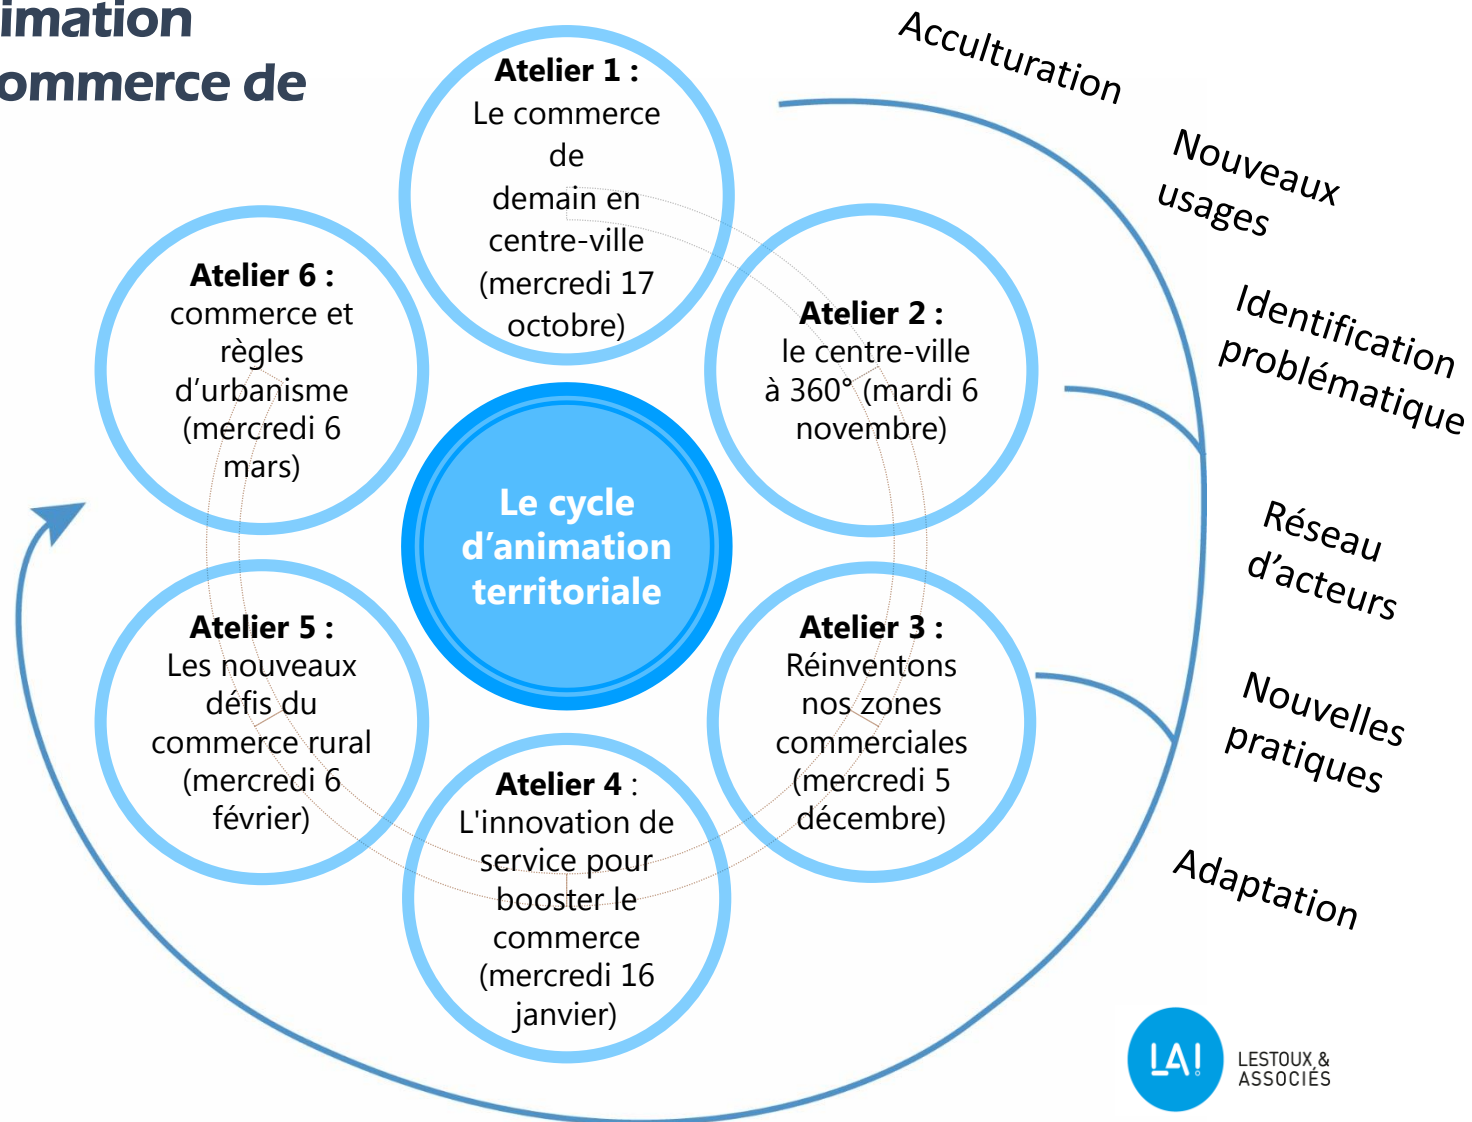 imation
ommerce de
Atelier 1 :
Le commerce
de
demain en
centre-ville
(mercredi 17
octobre)
Atelier 2 :
le centre-ville
à 360° (mardi 6
novembre)
Atelier 3 :
Réinventons
nos zones
commerciales
(mercredi 5
décembre)
Atelier 4 :
L'innovation de
service pour
booster le
commerce
(mercredi 16
janvier)
Atelier 5 :
Les nouveaux
défis du
commerce rural
(mercredi 6
février)
Atelier 6 :
commerce et
règles
d’urbanisme
(mercredi 6
mars)
Le cycle
d’animation
territoriale
Acculturation
Nouveaux
usages
Identification
problématique
Réseau
d’acteurs
Nouvelles
pratiques
Adaptation
LA!
LESTOUX &
ASSOCIÉS